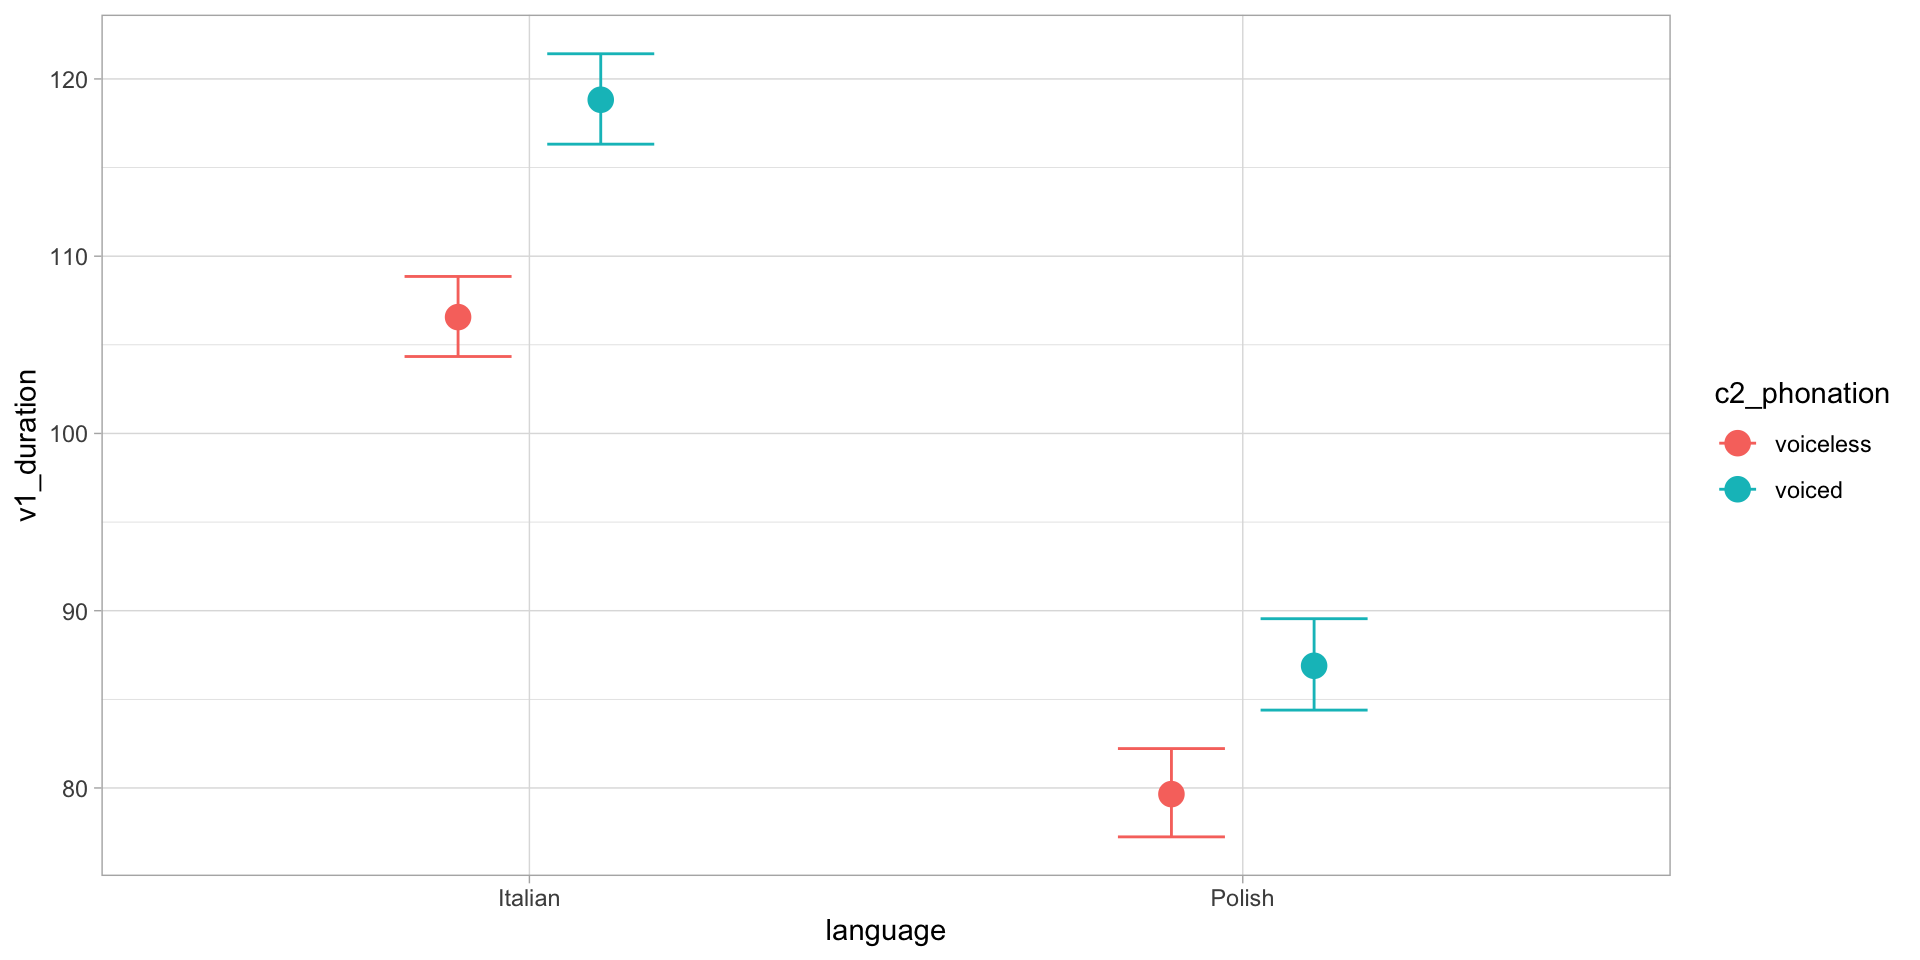 120
110
100
90
80
v1_duration
Italian
Polish
language
c2_phonation
voiceless
voiced